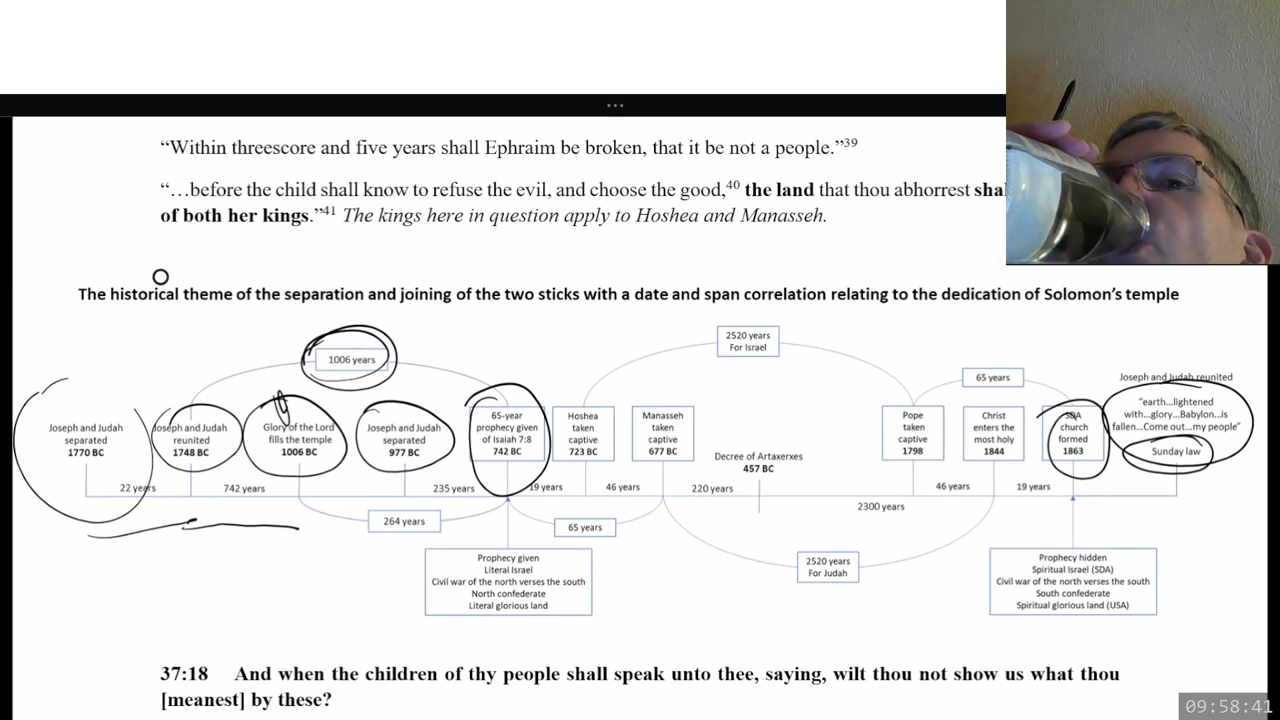 “Within threescore and five years shall Ephraim be broken, that it be not a people.”39
“…before the child shall know to refuse the evil, and choose the good,40 the land that thou abhorrest
of both her kings.”41 The kings here in question apply to Hoshea and Manasseh.
The historical theme of the separation and joining of the two sticks with a date and span correlation relating to the dedication of Solomon’s temple
2520 years
For Israel
1006 years
65 years
Joseph and Judah reunited
Joseph and Judah
separated
1770 BC
Joseph and Judah
reunited
1748 BC
Glory of the Lord
fills the temple
1006 BC
Joseph and Judah
separated
977 BC
65-year
prophecy given
of Isaiah 7:8
742 BC
Hoshea
taken
captive
723 BC
Manasseh
taken
captive
677 BC
Decree of Artaxerxes
457 BC
Pope
taken
captive
1798
Christ
enters the
most holy
1844
SDA
church
formed
1863
“earth…lightened
with…glory…Babylon…is
fallen…Come out…my people”
Sunday law
22 years
742 years
235 years
19 years
46 years
220 years
2300 years
46 years
19 years
264 years
65 years
2520 years
For Judah
Prophecy given
Literal Israel
Civil war of the north verses the south
North confederate
Literal glorious land
Prophecy hidden
Spiritual Israel (SDA)
Civil war of the north verses the south
South confederate
Spiritual glorious land (USA)
37:18 And when the children of thy people shall speak unto thee, saying, wilt thou not show us what thou
[meanest] by these?
09:58:41